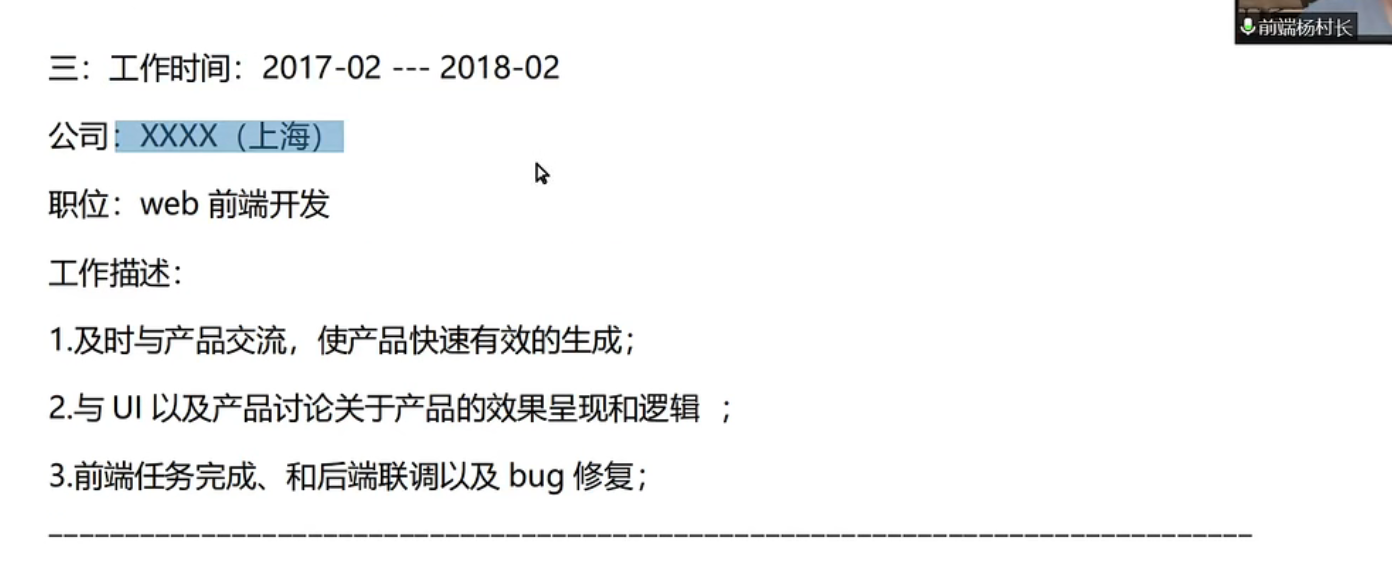 前端杨村长
三：工作时间：2017-02 --- 2018-02
公司：XXXX（上海）
职位：web 前端开发
工作描述：
1.及时与产品交流，使产品快速有效的生成；
2.与 UI 以及产品讨论关于产品的效果呈现和逻辑 ；
3.前端任务完成、和后端联调以及 bug 修复；